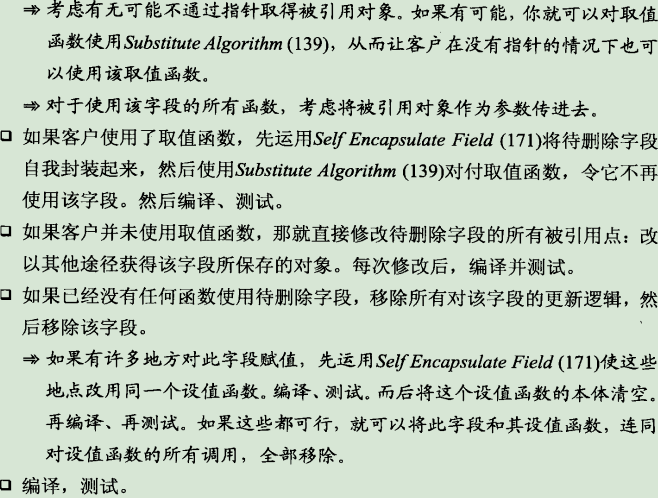 ⇒ 考虑有无可能不通过指针取得被引用对象。如果有可能，你就可以对取值
函数使用Substitute Algorithm (139)，从而让客户在没有指针的情况下也可
以使用该取值函数。
⇒ 对于使用该字段的所有函数，考虑将被引用对象作为参数传进去。
❑ 如果客户使用了取值函数，先运用Self Encapsulate Field (171)将待删除字段
自我封装起来，然后使用Substitute Algorithm (139)对付取值函数，令它不再
使用该字段。然后编译、测试。
❑ 如果客户并未使用取值函数，那就直接修改待删除字段的所有被引用点：改
以其他途径获得该字段所保存的对象。每次修改后，编译并测试。
❑ 如果已经没有任何函数使用待删除字段，移除所有对该字段的更新逻辑，然
后移除该字段。
⇒ 如果有许多地方对此字段赋值，先运用Self Encapsulate Field (171)使这些
地点改用同一个设值函数。编译、测试。而后将这个设值函数的本体清空。
再编译、再测试。如果这些都可行，就可以将此字段和其设值函数，连同
对设值函数的所有调用，全部移除。
❑ 编译，测试。